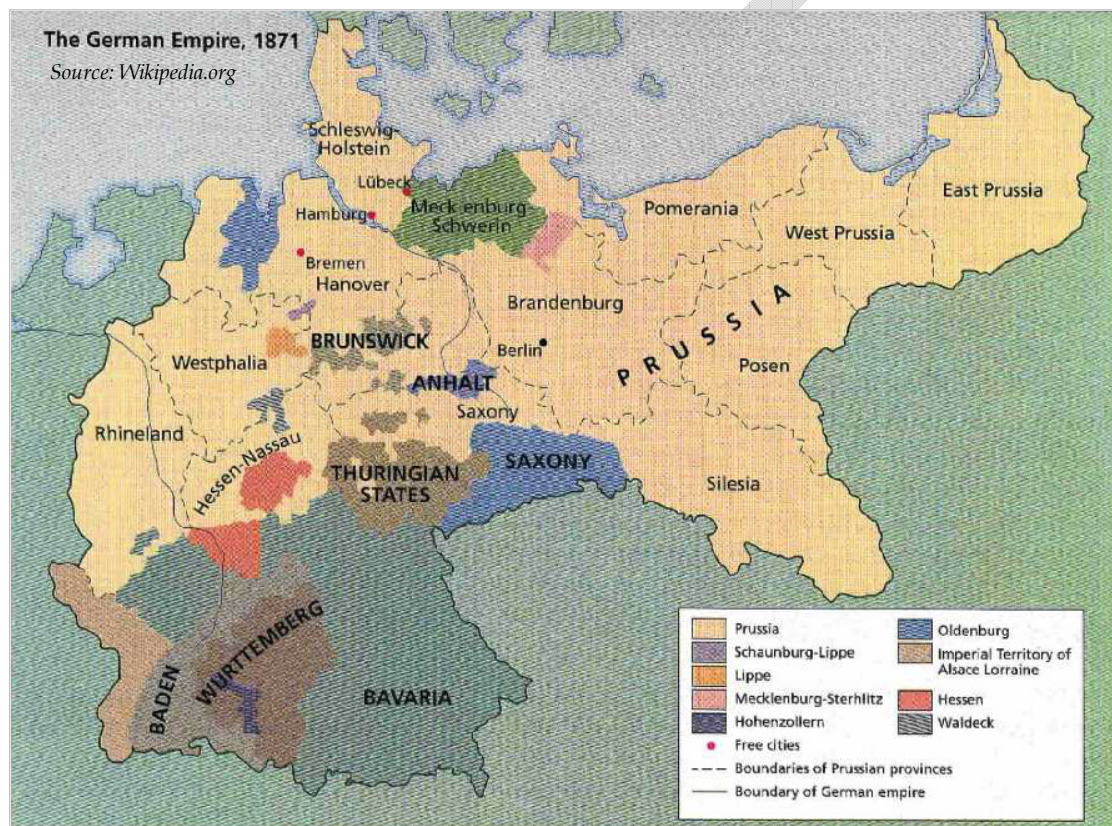 The German Empire, 1871
Source: Wikipedia.org
Schleswig-
Holstein
Lübeck
Hamburg
Meck enburg-
Schwerin
Bremen
Hanover
Pomerania
West Prussia
East Prussia
Brandenburg
Berlin
PRUSSIA
Posen
BRUNSWICK
Westphalia
ANHALT
Saxony
Rhineland
Hessen-Nassau
THURINGIAN
STATES
SAXONY
Silesia
BADEN
WURTTEMBERG
BAVARIA
Prussia
Schaunburg-Lippe
Lippe
Mecklenburg-Sterhlitz
Hohenzollern
Free cities
Boundaries of Prussian provinces
Boundary of German empire
Oldenburg
Imperial Territory of
Alsace Lorraine
Hessen
Waldeck